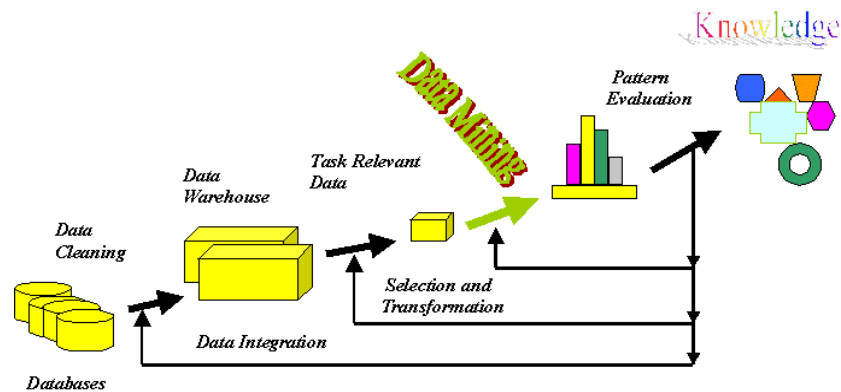 Knowledge
Data Mining
Pattern
Evaluation
Task Relevant
Data
Data
Warehouse
Data
Cleaning
Selection and
Transformation
Data Integration
Databases